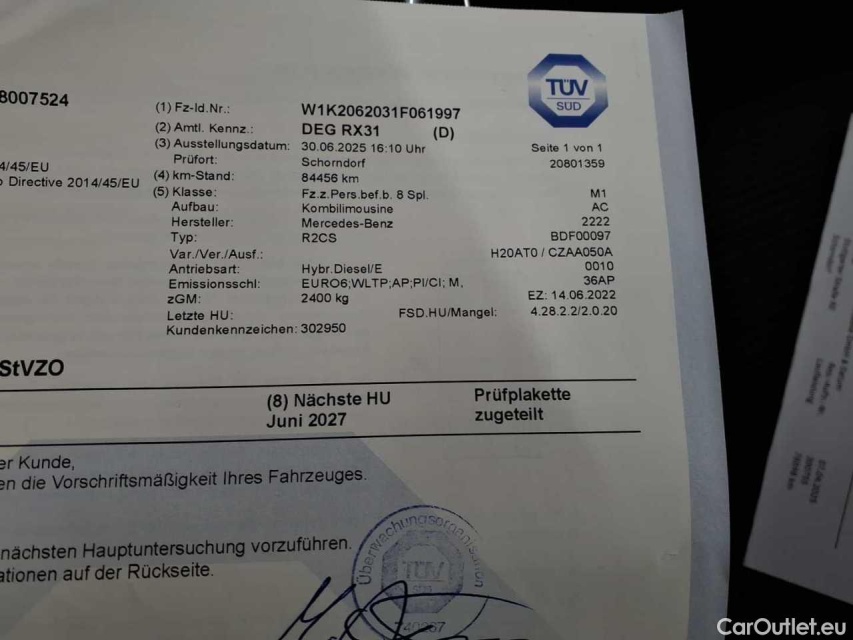 TÜV
SÜD
8007524
(1) Fz-Id.Nr.: W1K2062031F061997
(2) Amtl. Kennz.: DEG RX31 (D)
(3) Ausstellungsdatum: 30.06.2025 16:10 Uhr Seite 1 von 1
Prüfort: Schorndorf 20801359
4/45/EU
(4) km-Stand: 84456 km
Directive 2014/45/EU
(5) Klasse: Fz.z.Pers.bef.b. 8 Spl. M1
Aufbau: Kombilimousine AC
Hersteller: Mercedes-Benz 2222
Typ: R2CS BDF00097
Var./Ver./Ausf.: H20AT0 / CZAA050A
Antriebsart: Hybr.Diesel/E 0010
Emissionsschl: EURO6;WLTP;AP;PI/CI; M, 36AP
zGM: 2400 kg EZ: 14.06.2022
Letzte HU: FSD.HU/Mangel: 4.28.2.2/2.0.20
Kundenkennzeichen: 302950
StVZO
(8) Nächste HU Prüfplakette
Juni 2027 zugeteilt
er Kunde,
en die Vorschriftsmäßigkeit Ihres Fahrzeuges.
nächsten Hauptuntersuchung vorzuführen.
ationen auf der Rückseite.
Überwachungsorganisation
TÜV
CarOutlet.eu